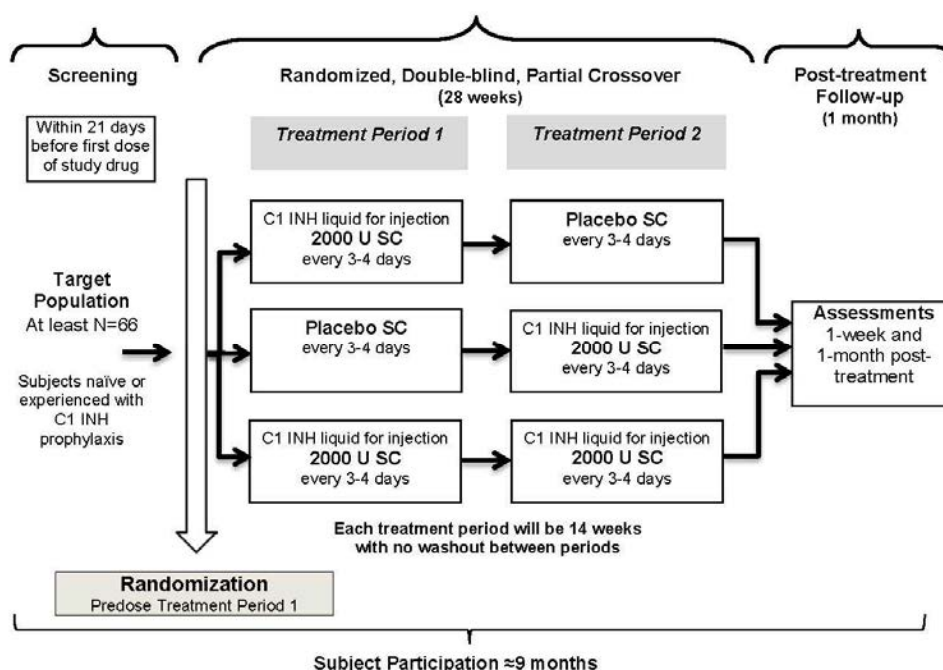 Screening
Within 21 days
before first dose
of study drug
Randomized, Double-blind, Partial Crossover
(28 weeks)
Post-treatment
Follow-up
(1 month)
Treatment Period 1
Treatment Period 2
Target
Population
At least N=66
Subjects naïve or
experienced with
C1 INH
prophylaxis
C1 INH liquid for injection
2000 U SC
every 3-4 days
Placebo SC
every 3-4 days
Placebo SC
every 3-4 days
C1 INH liquid for injection
2000 U SC
every 3-4 days
C1 INH liquid for injection
2000 U SC
every 3-4 days
C1 INH liquid for injection
2000 U SC
every 3-4 days
Assessments
1-week and
1-month post-
treatment
Each treatment period will be 14 weeks
with no washout between periods
Randomization
Predose Treatment Period 1
Subject Participation ≈9 months